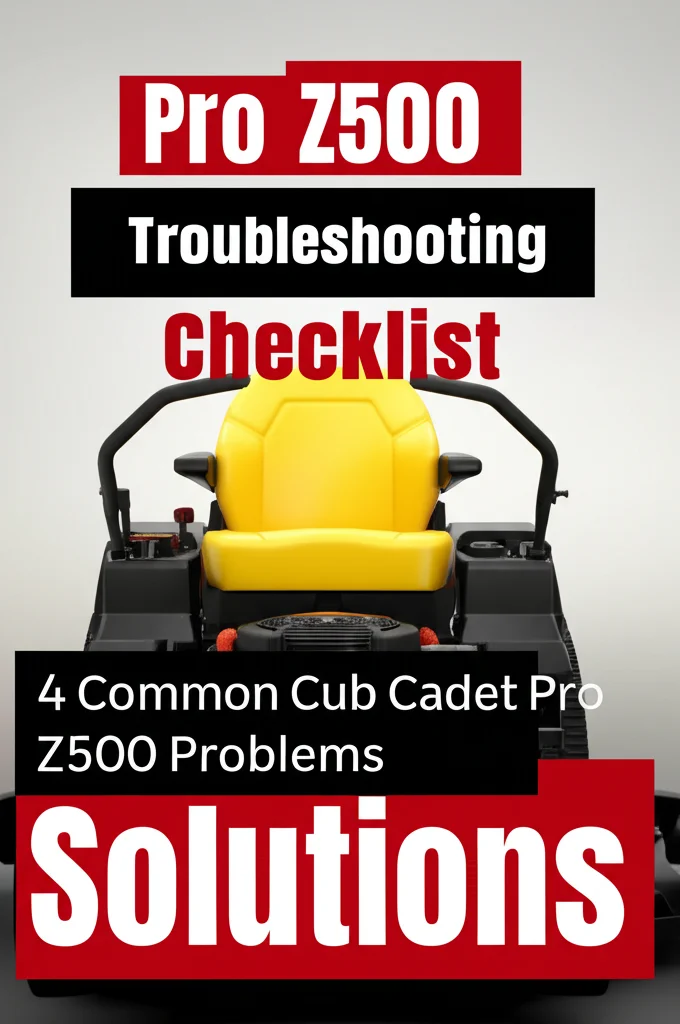 Pro Z500
Troubleshooting
Checklist
4 Common Cub Cadet Pro
Z500 Problems
Solutions